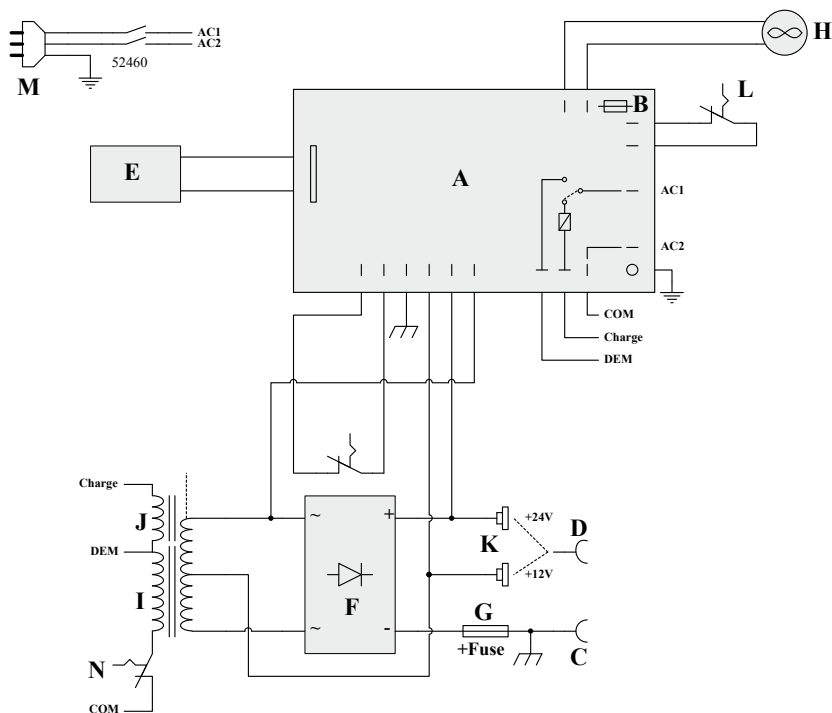 AC1
AC2
M
52460
H
B
L
E
A
AC1
AC2
COM
Charge
DEM
Charge
J
DEM
I
N
COM
~
+
~
-
F
K
+24V
D
+12V
G
+Fuse
C